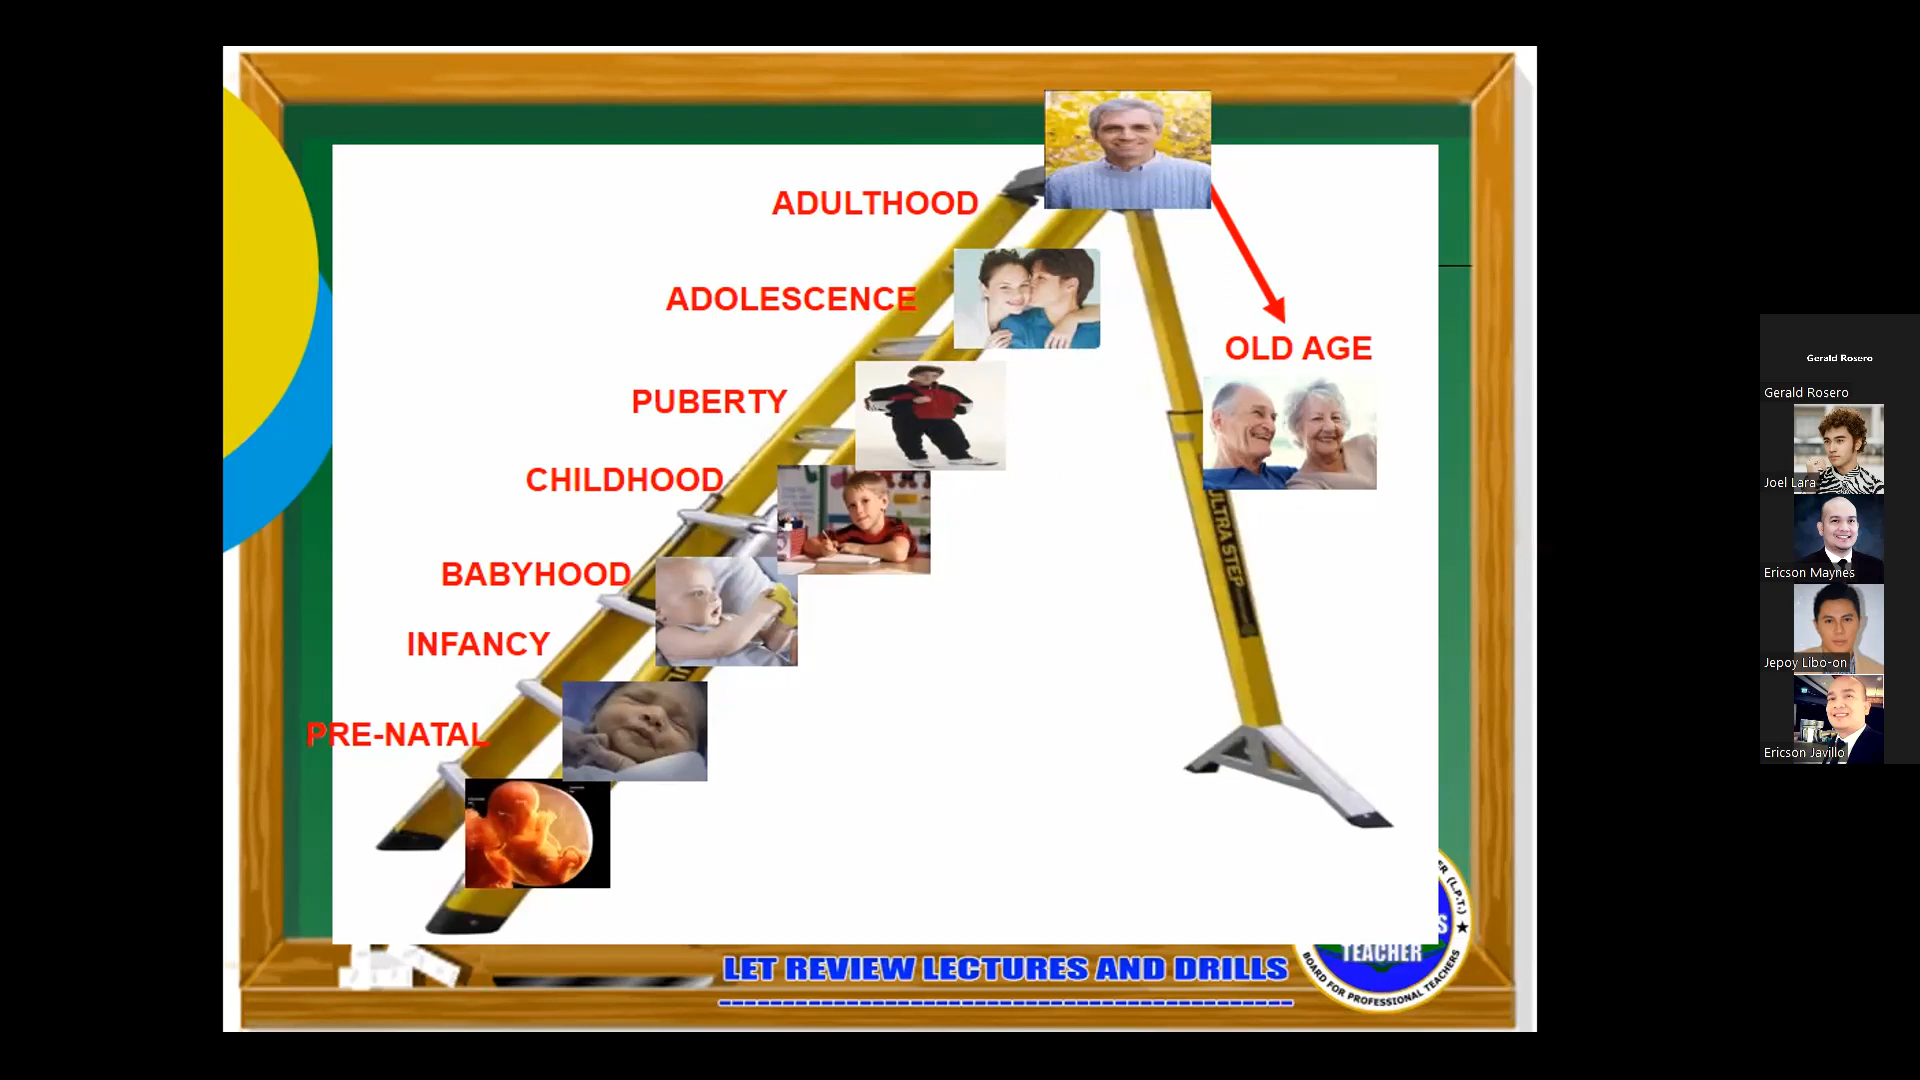 ADULTHOOD
ADOLESCENCE
OLD AGE
PUBERTY
CHILDHOOD
BABYHOOD
INFANCY
PRE-NATAL
ULTRA STEP
TEACHER
BOARD FOR PROFESSIONAL TEACHERS
(L.P.T.) ★
LET REVIEW LECTURES AND DRILLS
Gerald Rosero
Gerald Rosero
Joel Lara
Ericson Maynes
Jepoy Libo-on
Ericson Javillo